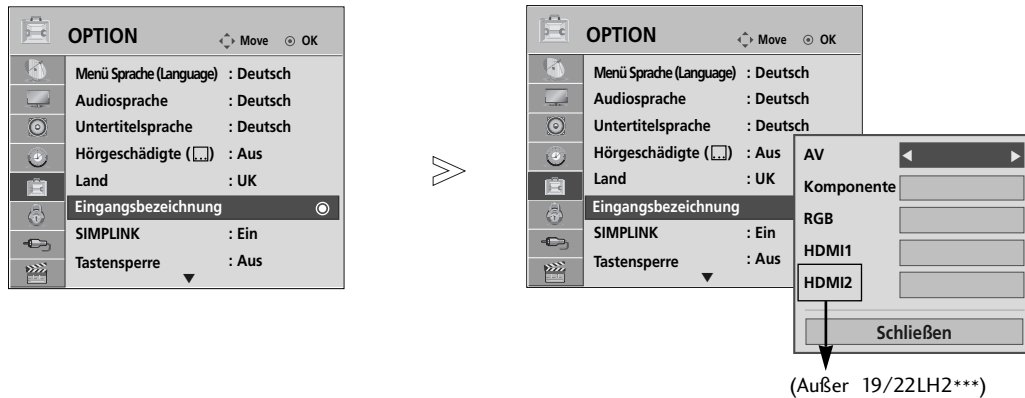 OPTION Move OK
Menü Sprache (Language) : Deutsch
Audiosprache : Deutsch
Untertitelsprache : Deutsch
Hörgeschädigte ( ) : Aus
Land : UK
Eingangsbezeichnung
SIMPLINK : Ein
Tastensperre : Aus
OPTION Move OK
Menü Sprache (Language) : Deutsch
Audiosprache : Deutsch
Untertitelsprache : Deutsch
Hörgeschädigte ( ) : Aus
Land : UK
Eingangsbezeichnung
SIMPLINK : Ein
Tastensperre : Aus
AV
Komponente
RGB
HDMI1
HDMI2
Schließen
(Außer 19/22LH2***)